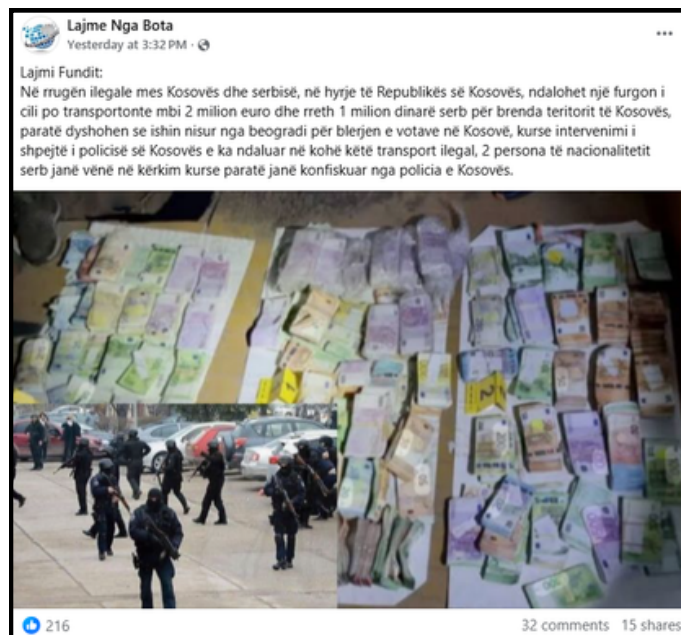 Lajme Nga Bota
Yesterday at 3:32 PM ·
Lajmi Fundit:
Në rrugën ilegale mes Kosovës dhe serbisë, në hyrje të Republikës së Kosovës, ndalohet një furgon i
cili po transportonte mbi 2 milion euro dhe rreth 1 milion dinarë serb për brenda teritorit të Kosovës,
paratë dyshohen se ishin nisur nga beogradi për blerjen e votave në Kosovë, kurse intervenimi i
shpejtë i policisë së Kosovës e ka ndaluar në kohë këtë transport ilegal, 2 persona të nacionalitetit
serb janë vënë në kërkim kurse paratë janë konfiskuar nga policia e Kosovës.
216
32 comments 15 shares